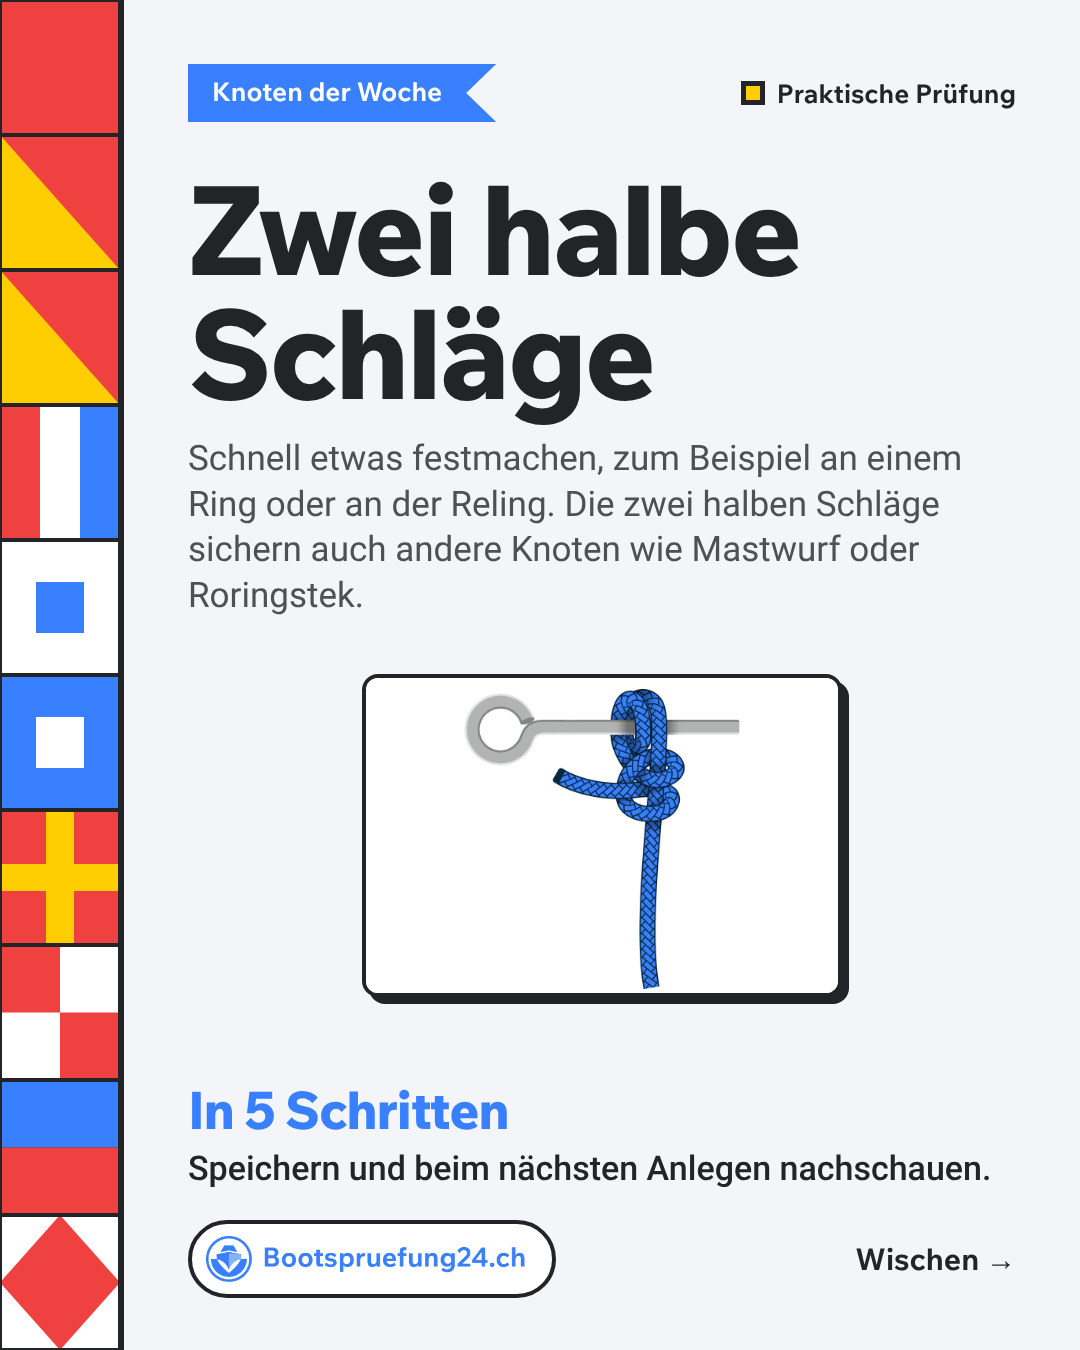 Knoten der Woche
Praktische Prüfung
Zwei halbe
Schläge
Schnell etwas festmachen, zum Beispiel an einem
Ring oder an der Reling. Die zwei halben Schläge
sichern auch andere Knoten wie Mastwurf oder
Roringstek.
In 5 Schritten
Speichern und beim nächsten Anlegen nachschauen.
Bootspruefung24.ch
Wischen →